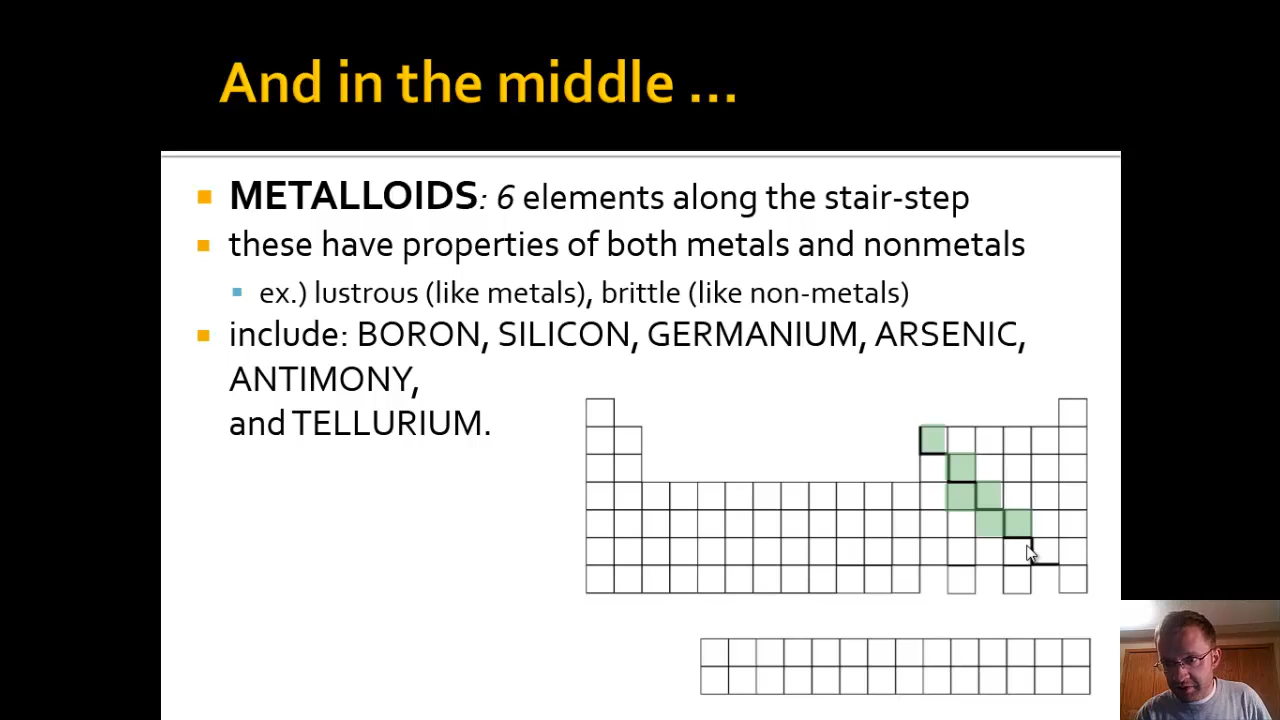 And in the middle ...
METALLOIDS: 6 elements along the stair-step
these have properties of both metals and nonmetals
ex.) lustrous (like metals), brittle (like non-metals)
include: BORON, SILICON, GERMANIUM, ARSENIC,
ANTIMONY,
and TELLURIUM.